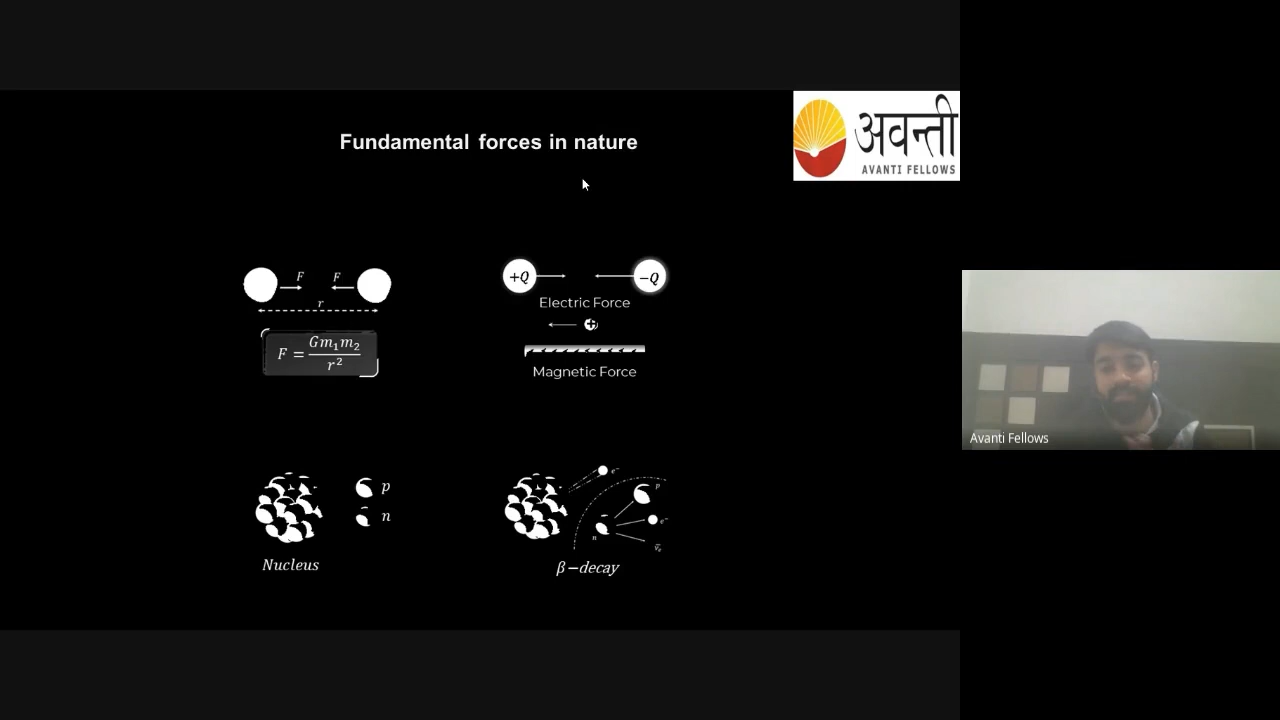 Fundamental forces in nature
अवन्ती
AVANTI FELLOWS
F F
r
F = Gm₁m₂ / r²
+Q −Q
Electric Force
+
Magnetic Force
p
n
Nucleus
e⁻
p
e⁻
n
β−decay
Avanti Fellows